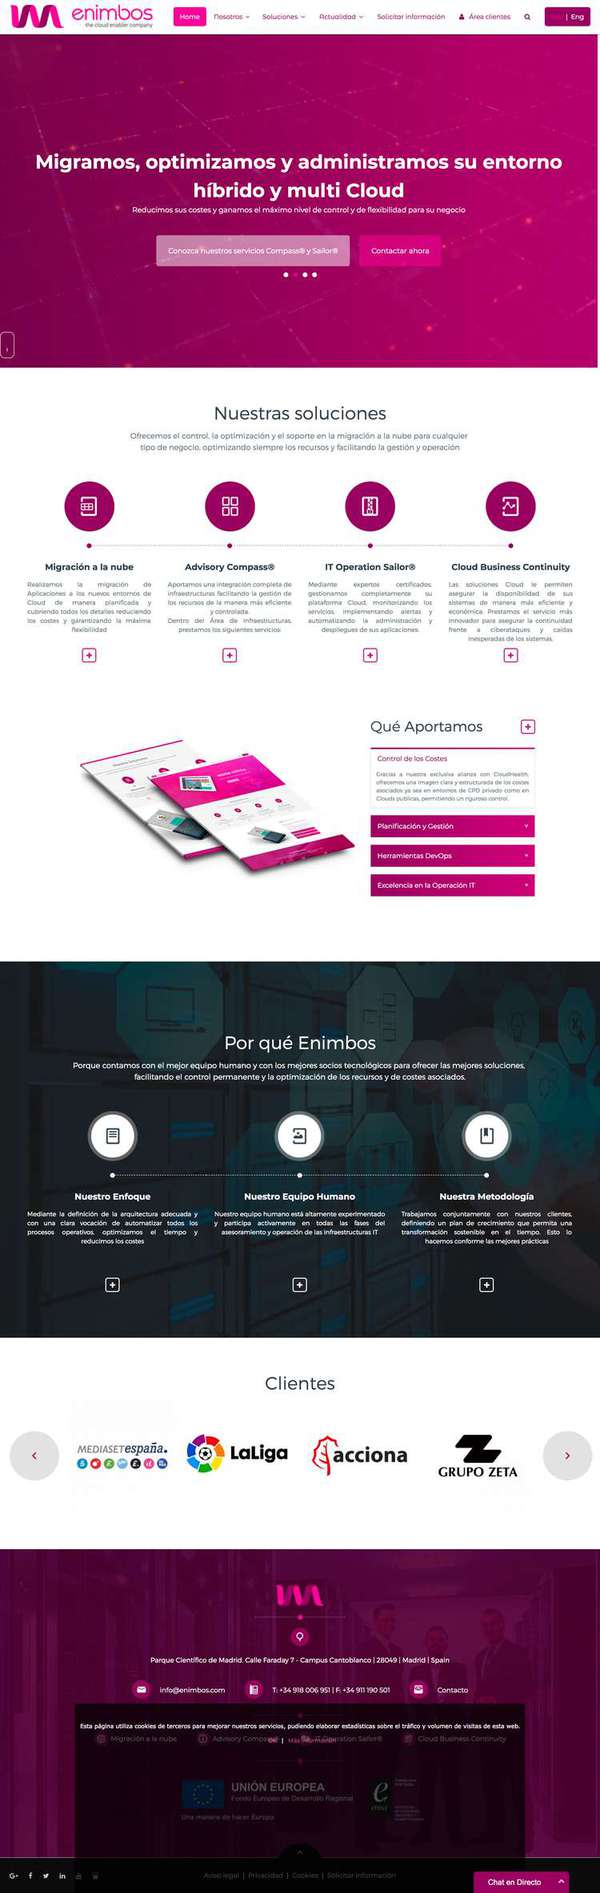 enimbos
the cloud enabler company
Home Nosotros Soluciones Actualidad Solicitar información Área clientes | Eng
Migramos, optimizamos y administramos su entorno
híbrido y multi Cloud
Reducimos sus costes y ganamos el máximo nivel de control y de flexibilidad para su negocio
Conozca nuestros servicios Compass® y Sailor® Contactar ahora
Nuestras soluciones
Ofrecemos el control, la optimización y el soporte en la migración a la nube para cualquier
tipo de negocio, optimizando siempre los recursos y facilitando la gestión y operación
Migración a la nube
Realizamos la migración de
Aplicaciones a los nuevos entornos de
Cloud de manera planificada y
cubriendo todos los detalles reduciendo
los costes y garantizando la máxima
flexibilidad
Advisory Compass®
Aportamos una integración completa de
infraestructuras facilitando la gestión de
los recursos de la manera más eficiente
y controlada.
Dentro del Área de Infraestructuras,
prestamos los siguientes servicios:
IT Operation Sailor®
Mediante expertos certificados,
gestionamos completamente su
plataforma Cloud, monitorizando los
servicios, implementando alertas y
automatizando la administración y
despliegues de sus aplicaciones.
Cloud Business Continuity
Las soluciones Cloud le permiten
asegurar la disponibilidad de sus
sistemas de manera más eficiente y
económica. Prestamos el servicio más
innovador para asegurar la continuidad
frente a ciberataques y caídas
inesperadas de los sistemas.
Qué Aportamos
Control de los Costes
Gracias a nuestra exclusiva alianza con CloudHealth,
ofrecemos una imagen clara y estructurada de los costes
asociados ya sea en entornos de CPD privado como en
Clouds publicas, permitiendo un riguroso control.
Planificación y Gestión
Herramientas DevOps
Excelencia en la Operación IT
Por qué Enimbos
Porque contamos con el mejor equipo humano y con los mejores socios tecnológicos para ofrecer las mejores soluciones,
facilitando el control permanente y la optimización de los recursos y de costes asociados.
Nuestro Enfoque
Mediante la definición de la arquitectura adecuada y
con una clara vocación de automatizar todos los
procesos operativos, optimizamos el tiempo y
reducimos los costes
Nuestro Equipo Humano
Nuestro equipo humano está altamente experimentado
y participa activamente en todas las fases del
asesoramiento y operación de las infraestructuras IT
Nuestra Metodología
Trabajamos conjuntamente con nuestros clientes,
definiendo un plan de crecimiento que permita una
transformación sostenible en el tiempo. Esto lo
hacemos conforme las mejores prácticas
Clientes
MEDIASETespaña.
LaLiga
acciona
GRUPO ZETA
Parque Científico de Madrid. Calle Faraday 7 - Campus Cantoblanco | 28049 | Madrid | Spain
info@enimbos.com T: +34 918 006 951 | F: +34 911 190 501 Contacto
Esta página utiliza cookies de terceros para mejorar nuestros servicios, pudiendo elaborar estadísticas sobre el tráfico y volumen de visitas de esta web.
OK | Más información
Migración a la nube Advisory Compass® IT Operation Sailor® Cloud Business Continuity
UNIÓN EUROPEA
Fondo Europeo de Desarrollo Regional
Una manera de hacer Europa
Aviso legal | Privacidad | Cookies | Solicitar información
Chat en Directo